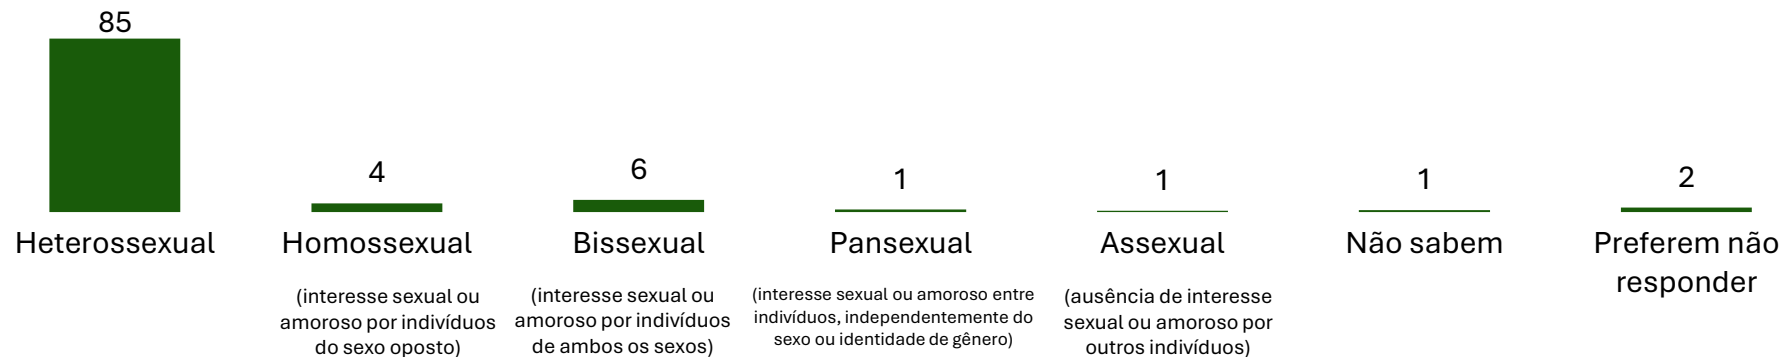 85
4
6
1
1
1
2
Heterossexual
Homossexual
Bissexual
Pansexual
Assexual
Não sabem
Preferem não
responder
(interesse sexual ou
amoroso por indivíduos
do sexo oposto)
(interesse sexual ou
amoroso por indivíduos
de ambos os sexos)
(interesse sexual ou amoroso entre
indivíduos, independentemente do
sexo ou identidade de gênero)
(ausência de interesse
sexual ou amoroso por
outros indivíduos)